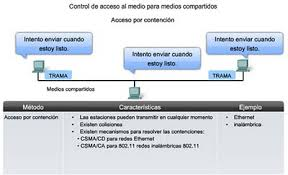 Control de acceso al medio para medios compartidos
Acceso por contención
Intento enviar cuando
estoy listo.
Intento enviar cuando
estoy listo.
Intento enviar cuando
estoy listo.
TRAMA
TRAMA
Medios compartidos
Método
Características
Ejemplo
Acceso por contención
• Las estaciones pueden transmitir en cualquier momento
• Existen colisiones
• Existen mecanismos para resolver las contenciones:
• CSMA/CD para redes Ethernet
• CSMA/CA para 802.11 redes inalámbricas 802.11
• Ethernet
• inalámbrica